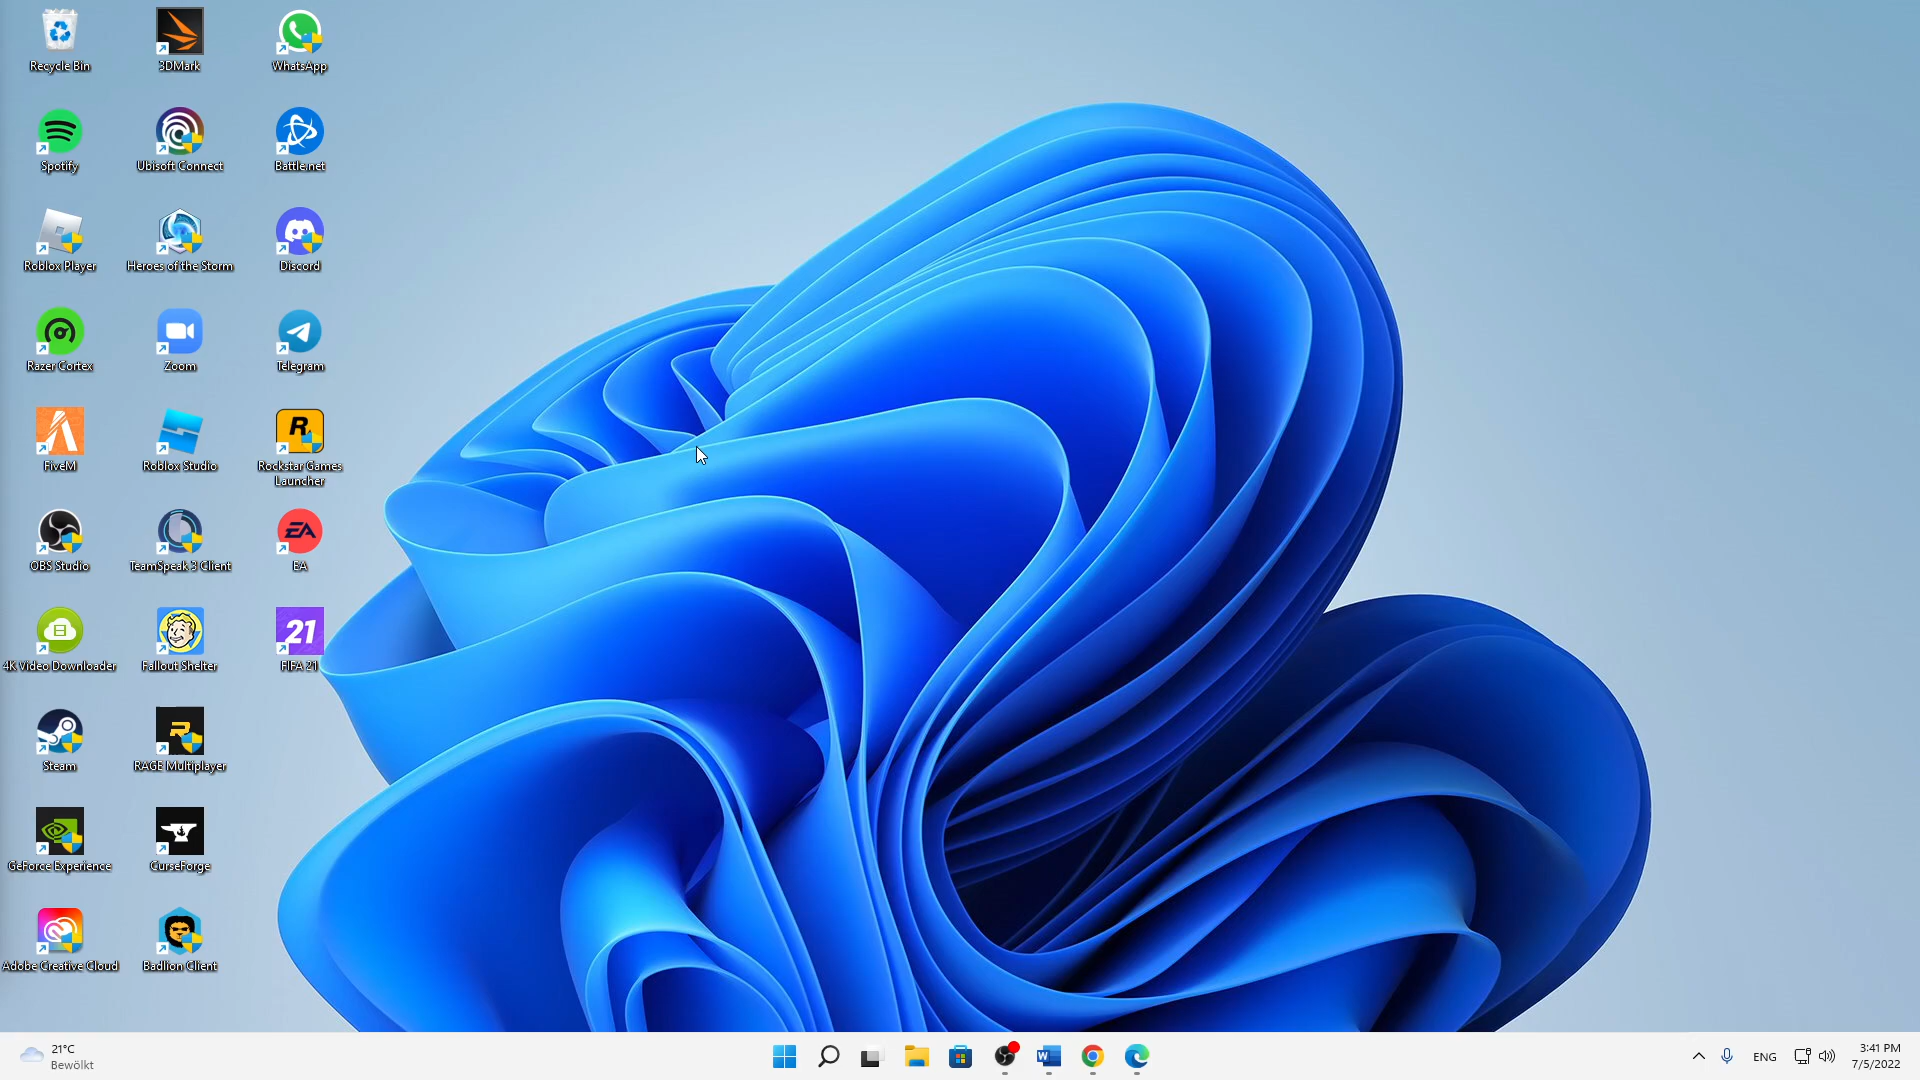 Recycle Bin
3DMark
WhatsApp
Spotify
Ubisoft Connect
Battle.net
Roblox Player
Heroes of the Storm
Discord
Razer Cortex
Zoom
Telegram
FiveM
Roblox Studio
R
Rockstar Games
Launcher
OBS Studio
TeamSpeak 3 Client
EA
EA
4K Video Downloader
Fallout Shelter
21
FIFA 21
Steam
RAGE Multiplayer
GeForce Experience
CurseForge
Adobe Creative Cloud
Badlion Client
21°C
Bewölkt
W
ENG
3:41 PM
7/5/2022